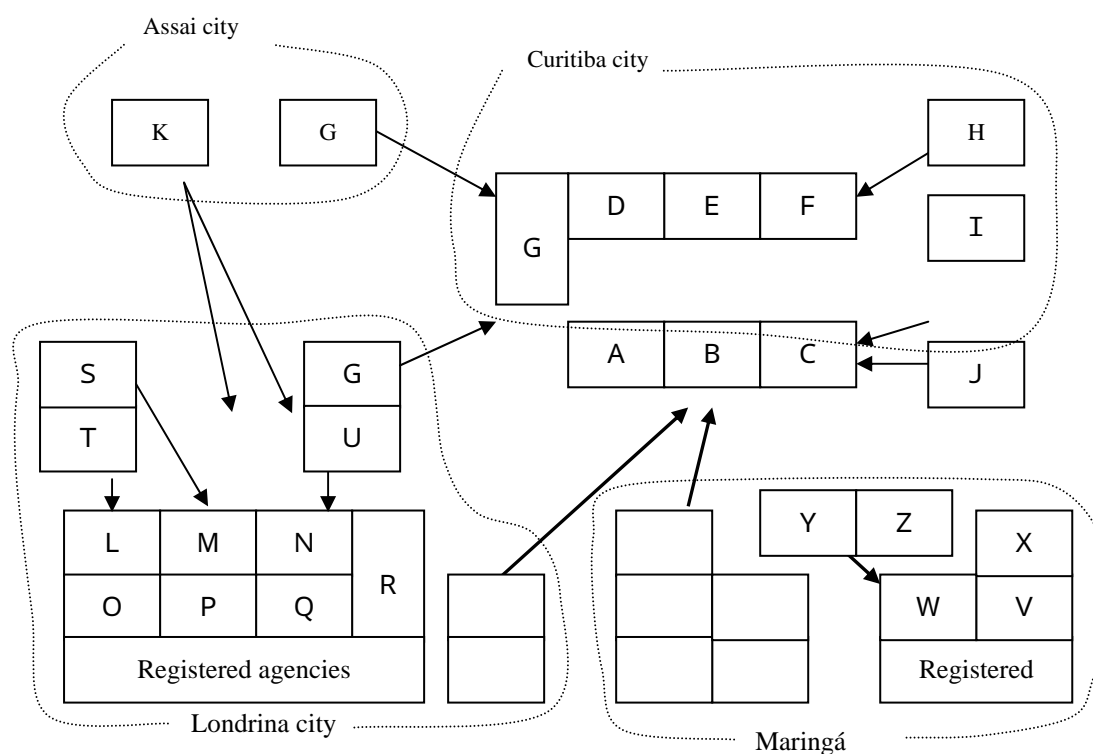 Assai city
Curitiba city
K
G
H
D
E
F
G
I
A
B
C
J
S
T
G
U
L
M
N
R
O
P
Q
Registered agencies
Londrina city
Y
Z
X
W
V
Registered
Maringá